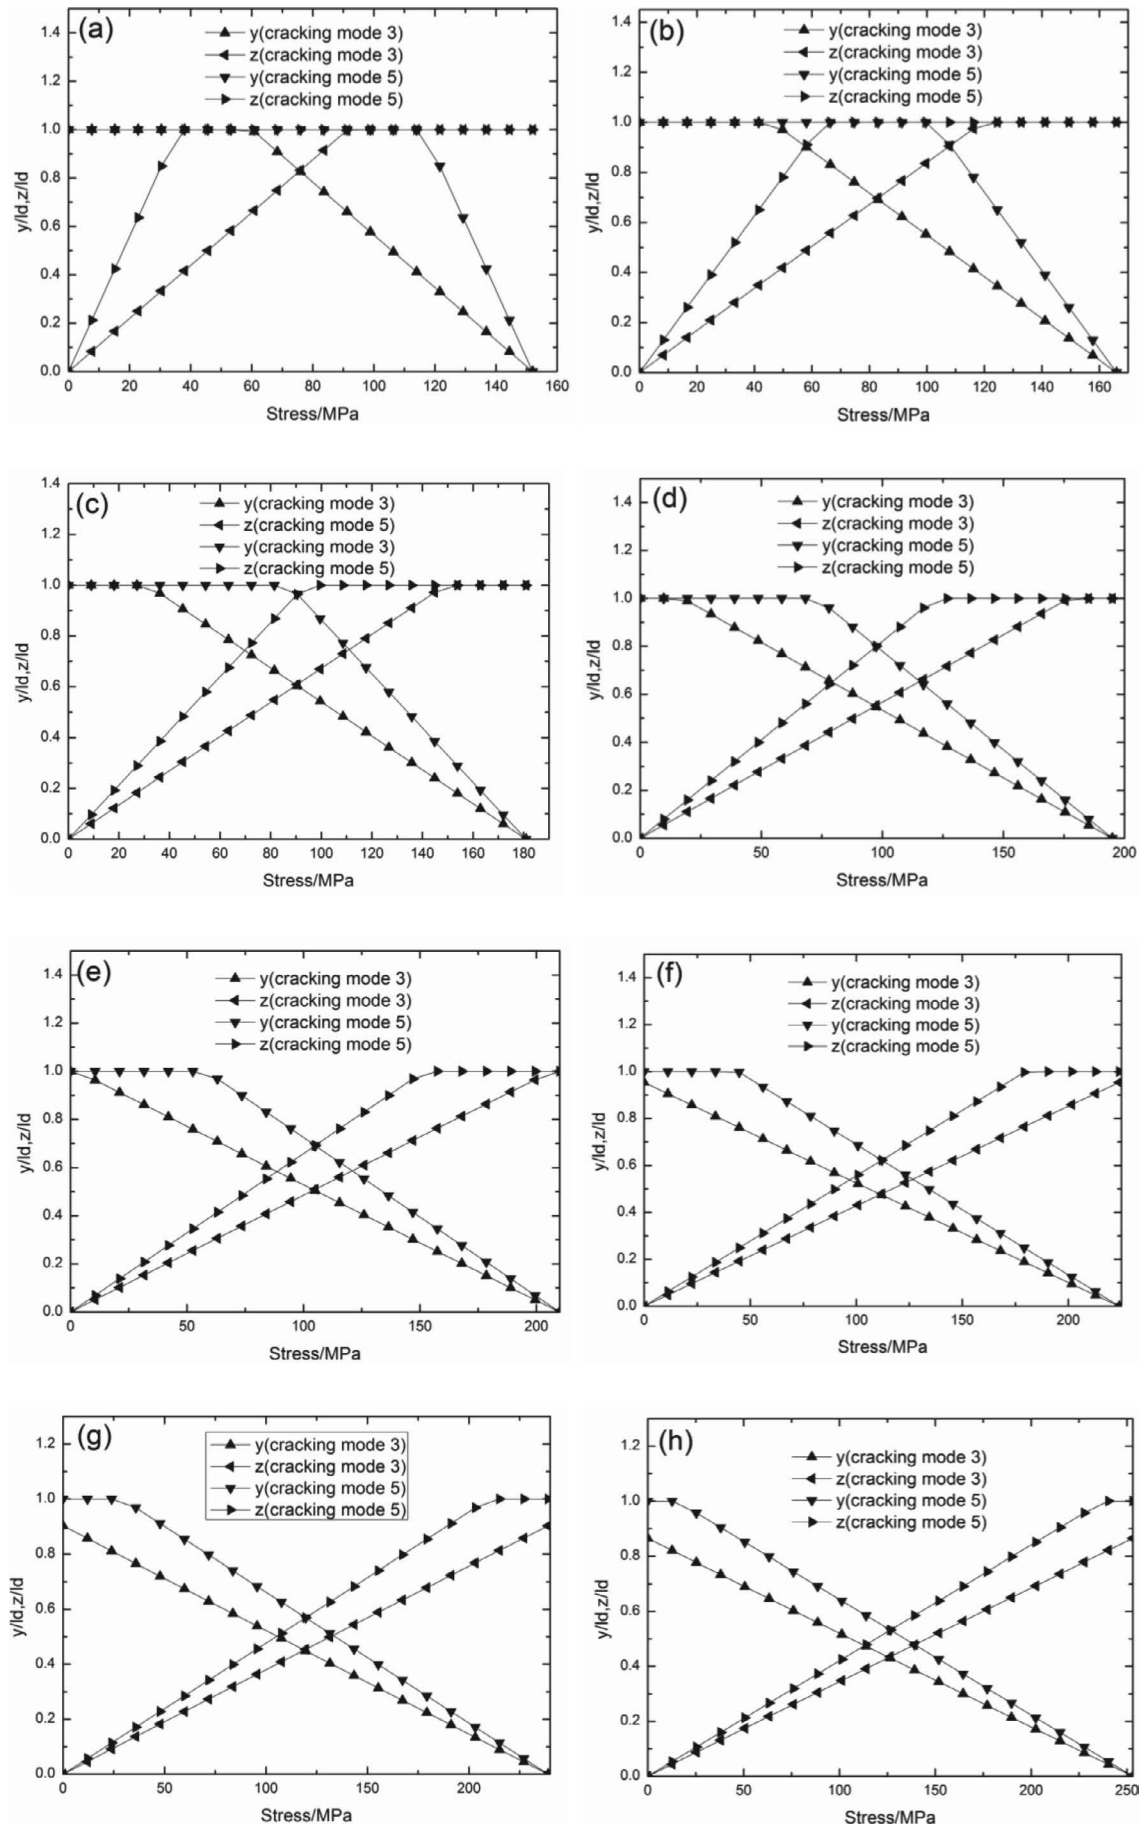 (a)
y(cracking mode 3)
z(cracking mode 3)
y(cracking mode 5)
z(cracking mode 5)
1.4
1.2
1.0
0.8
0.6
0.4
0.2
0.0
y/ld,z/ld
0 20 40 60 80 100 120 140 160
Stress/MPa
(b)
y(cracking mode 3)
z(cracking mode 3)
y(cracking mode 5)
z(cracking mode 5)
1.4
1.2
1.0
0.8
0.6
0.4
0.2
0.0
y/ld,z/ld
0 20 40 60 80 100 120 140 160
Stress/MPa
(c)
y(cracking mode 3)
z(cracking mode 5)
y(cracking mode 3)
z(cracking mode 5)
1.4
1.2
1.0
0.8
0.6
0.4
0.2
0.0
y/ld,z/ld
0 20 40 60 80 100 120 140 160 180
Stress/MPa
(d)
y(cracking mode 3)
z(cracking mode 3)
y(cracking mode 5)
z(cracking mode 5)
1.4
1.2
1.0
0.8
0.6
0.4
0.2
0.0
y/ld,z/ld
0 50 100 150 200
Stress/MPa
(e)
y(cracking mode 3)
z(cracking mode 3)
y(cracking mode 5)
z(cracking mode 5)
1.4
1.2
1.0
0.8
0.6
0.4
0.2
0.0
y/ld,z/ld
0 50 100 150 200
Stress/MPa
(f)
y(cracking mode 3)
z(cracking mode 3)
y(cracking mode 5)
z(cracking mode 5)
1.4
1.2
1.0
0.8
0.6
0.4
0.2
0.0
y/ld,z/ld
0 50 100 150 200
Stress/MPa
(g)
y(cracking mode 3)
z(cracking mode 3)
y(cracking mode 5)
z(cracking mode 5)
1.2
1.0
0.8
0.6
0.4
0.2
0.0
y/ld,z/ld
0 50 100 150 200
Stress/MPa
(h)
y(cracking mode 3)
z(cracking mode 3)
y(cracking mode 5)
z(cracking mode 5)
1.2
1.0
0.8
0.6
0.4
0.2
0.0
y/ld,z/ld
0 50 100 150 200 250
Stress/MPa